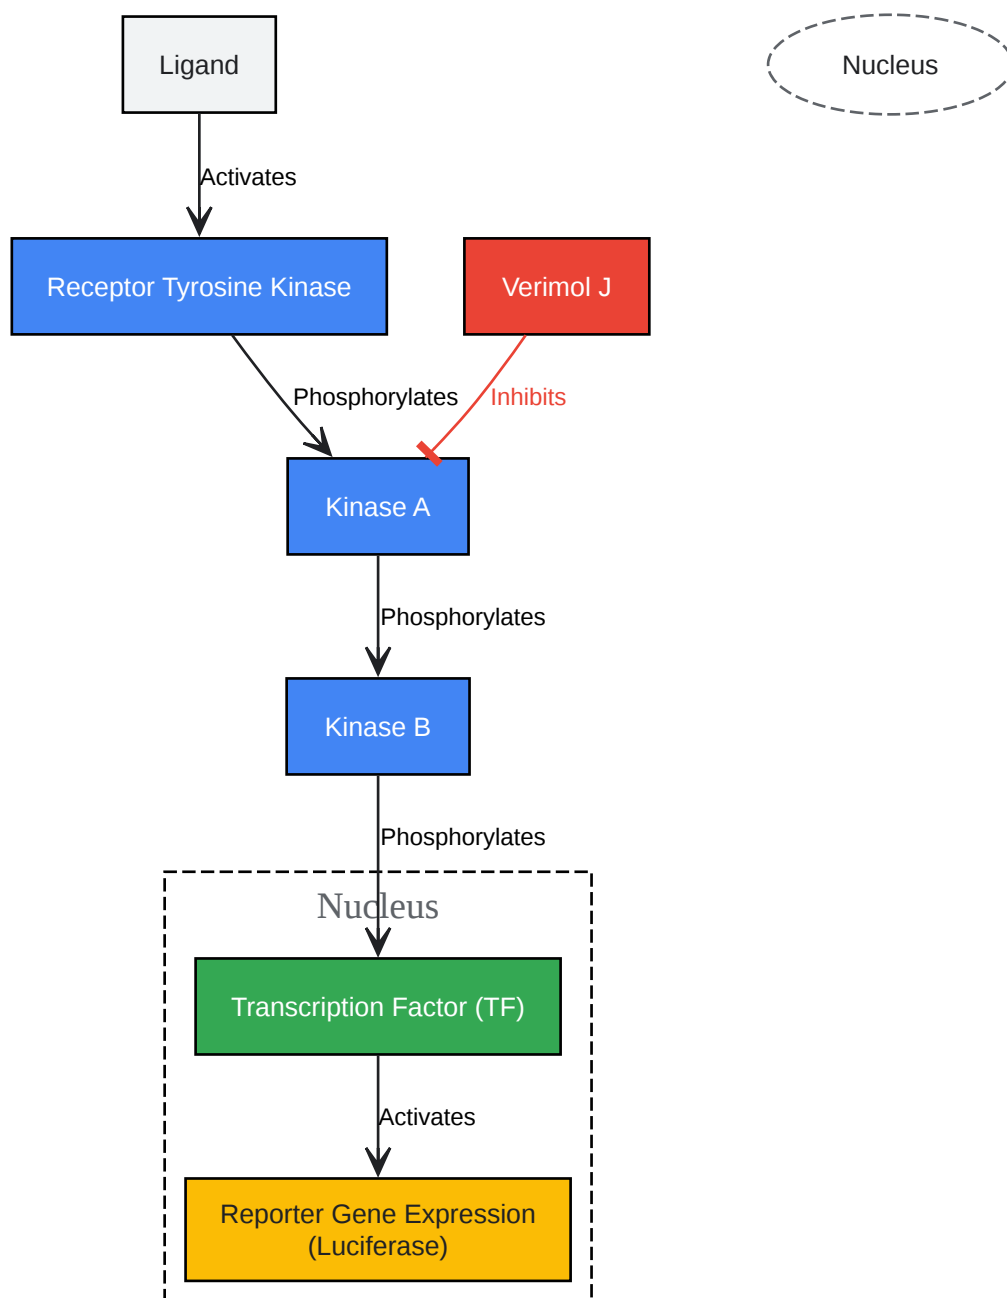 Ligand
Nucleus
Activates
Receptor Tyrosine Kinase
Verimol J
Phosphorylates
Inhibits
Kinase A
Phosphorylates
Kinase B
Phosphorylates
Nucleus
Transcription Factor (TF)
Activates
Reporter Gene Expression
(Luciferase)